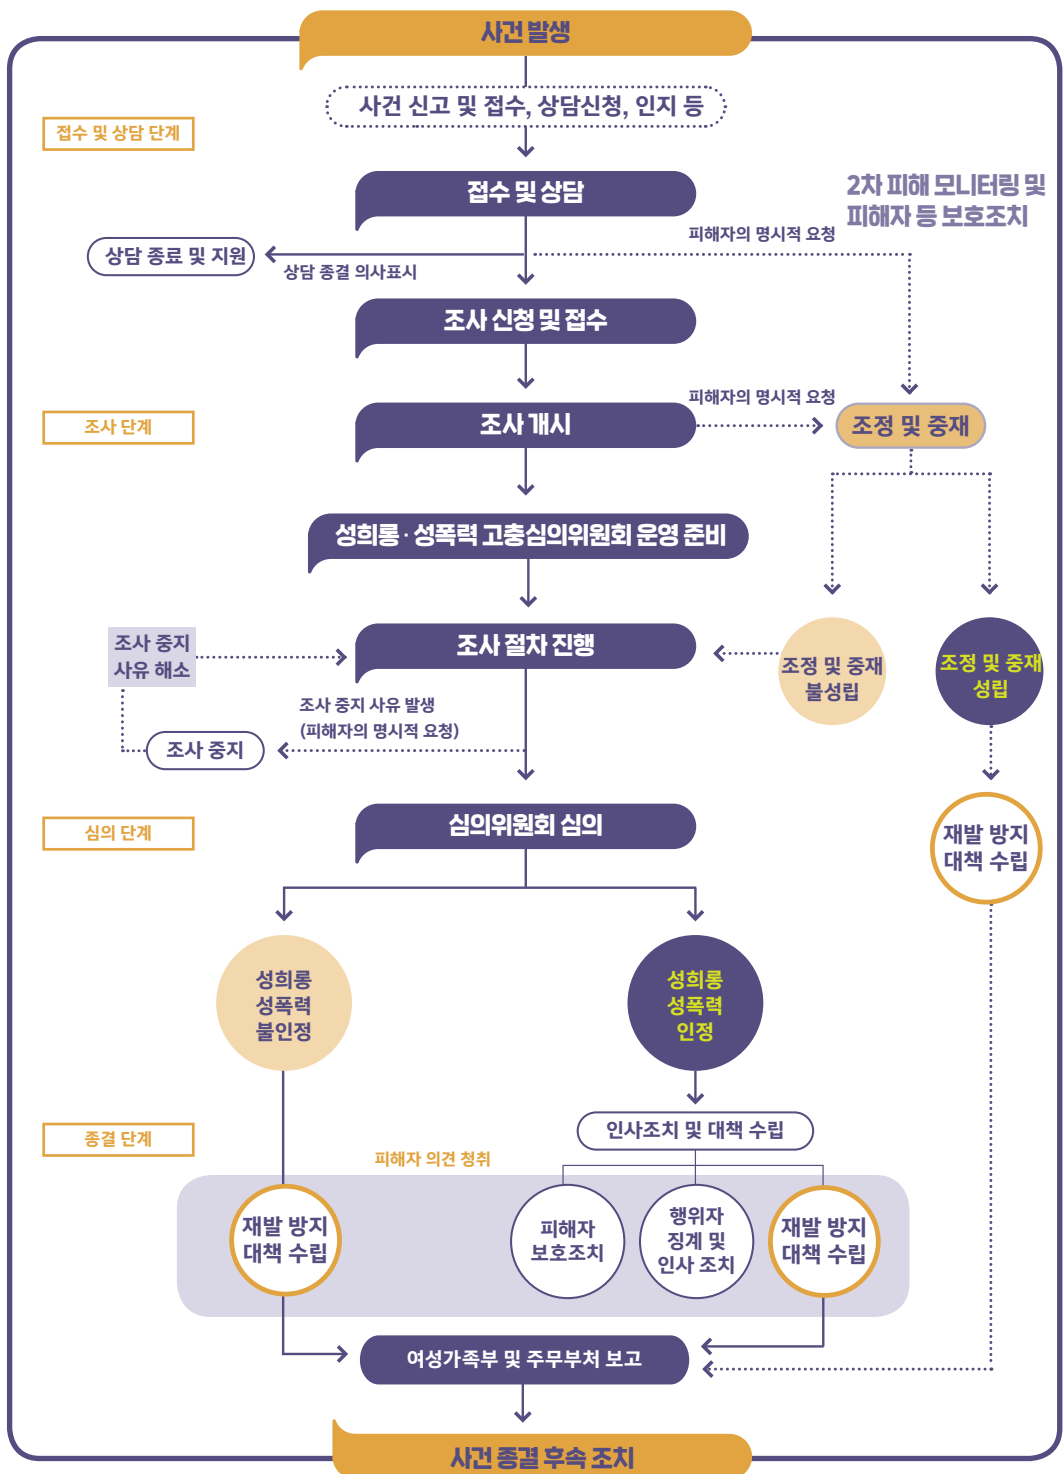 사건 발생
사건 신고 및 접수, 상담신청, 인지 등
접수 및 상담 단계
접수 및 상담
2차 피해 모니터링 및
피해자 등 보호조치
피해자의 명시적 요청
상담 종료 및 지원
상담 종결 의사표시
조사 신청 및 접수
피해자의 명시적 요청
조사 단계
조사 개시
조정 및 중재
성희롱·성폭력 고충심의위원회 운영 준비
조사 중지
사유 해소
조사 절차 진행
조정 및 중재
불성립
조정 및 중재
성립
조사 중지 사유 발생
(피해자의 명시적 요청)
조사 중지
심의 단계
심의위원회 심의
재발 방지
대책 수립
성희롱
성폭력
불인정
성희롱
성폭력
인정
종결 단계
인사조치 및 대책 수립
피해자 의견 청취
재발 방지
대책 수립
피해자
보호조치
행위자
징계 및
인사 조치
재발 방지
대책 수립
여성가족부 및 주무부처 보고
사건 종결 후속 조치